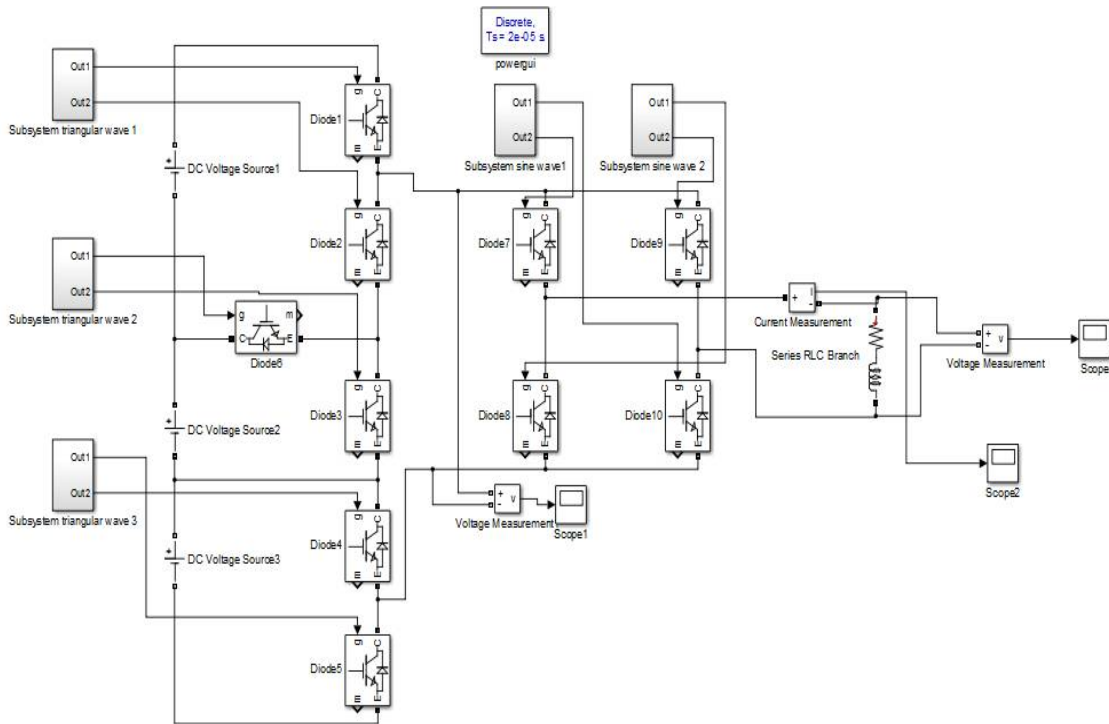 Discrete,
Ts = 2e-05 s.
powergui
Out1
Out2
Subsystem triangular wave 1
g
C
m
E
Diode1
Out1
Out2
Subsystem sine wave1
Out1
Out2
Subsystem sine wave 2
+
DC Voltage Source1
g
C
m
E
Diode2
g
C
m
E
Diode7
g
C
m
E
Diode9
Out1
Out2
Subsystem triangular wave 2
g
m
C
E
Diode6
+
i
-
Current Measurement
Series RLC Branch
+
-
v
Voltage Measurement
Scope
g
C
m
E
Diode3
g
C
m
E
Diode8
g
C
m
E
Diode10
+
DC Voltage Source2
Out1
Out2
Subsystem triangular wave 3
Scope2
+
-
v
Voltage Measurement
Scope1
g
C
m
E
Diode4
+
DC Voltage Source3
g
C
m
E
Diode5